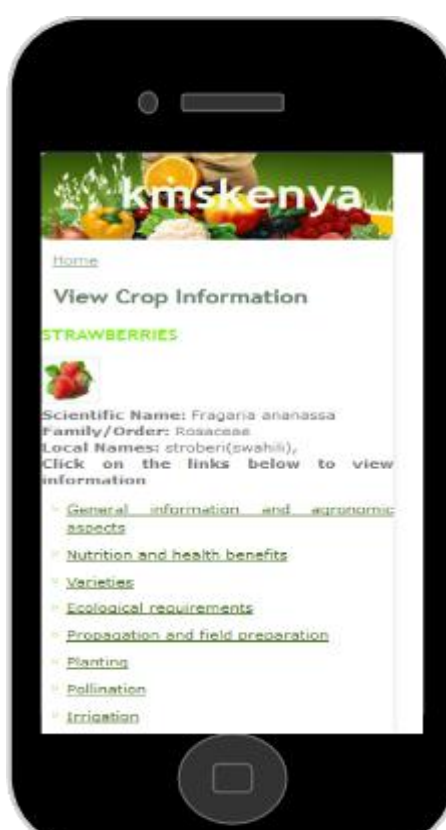 kmskenya
Home
View Crop Information
STRAWBERRIES
Scientific Name: Fragaria ananassa
Family/Order: Rosaceae
Local Names: stroberi(swahili),
Click on the links below to view
information
General information and agronomic
aspects
Nutrition and health benefits
Varieties
Ecological requirements
Propagation and field preparation
Planting
Pollination
Irrigation